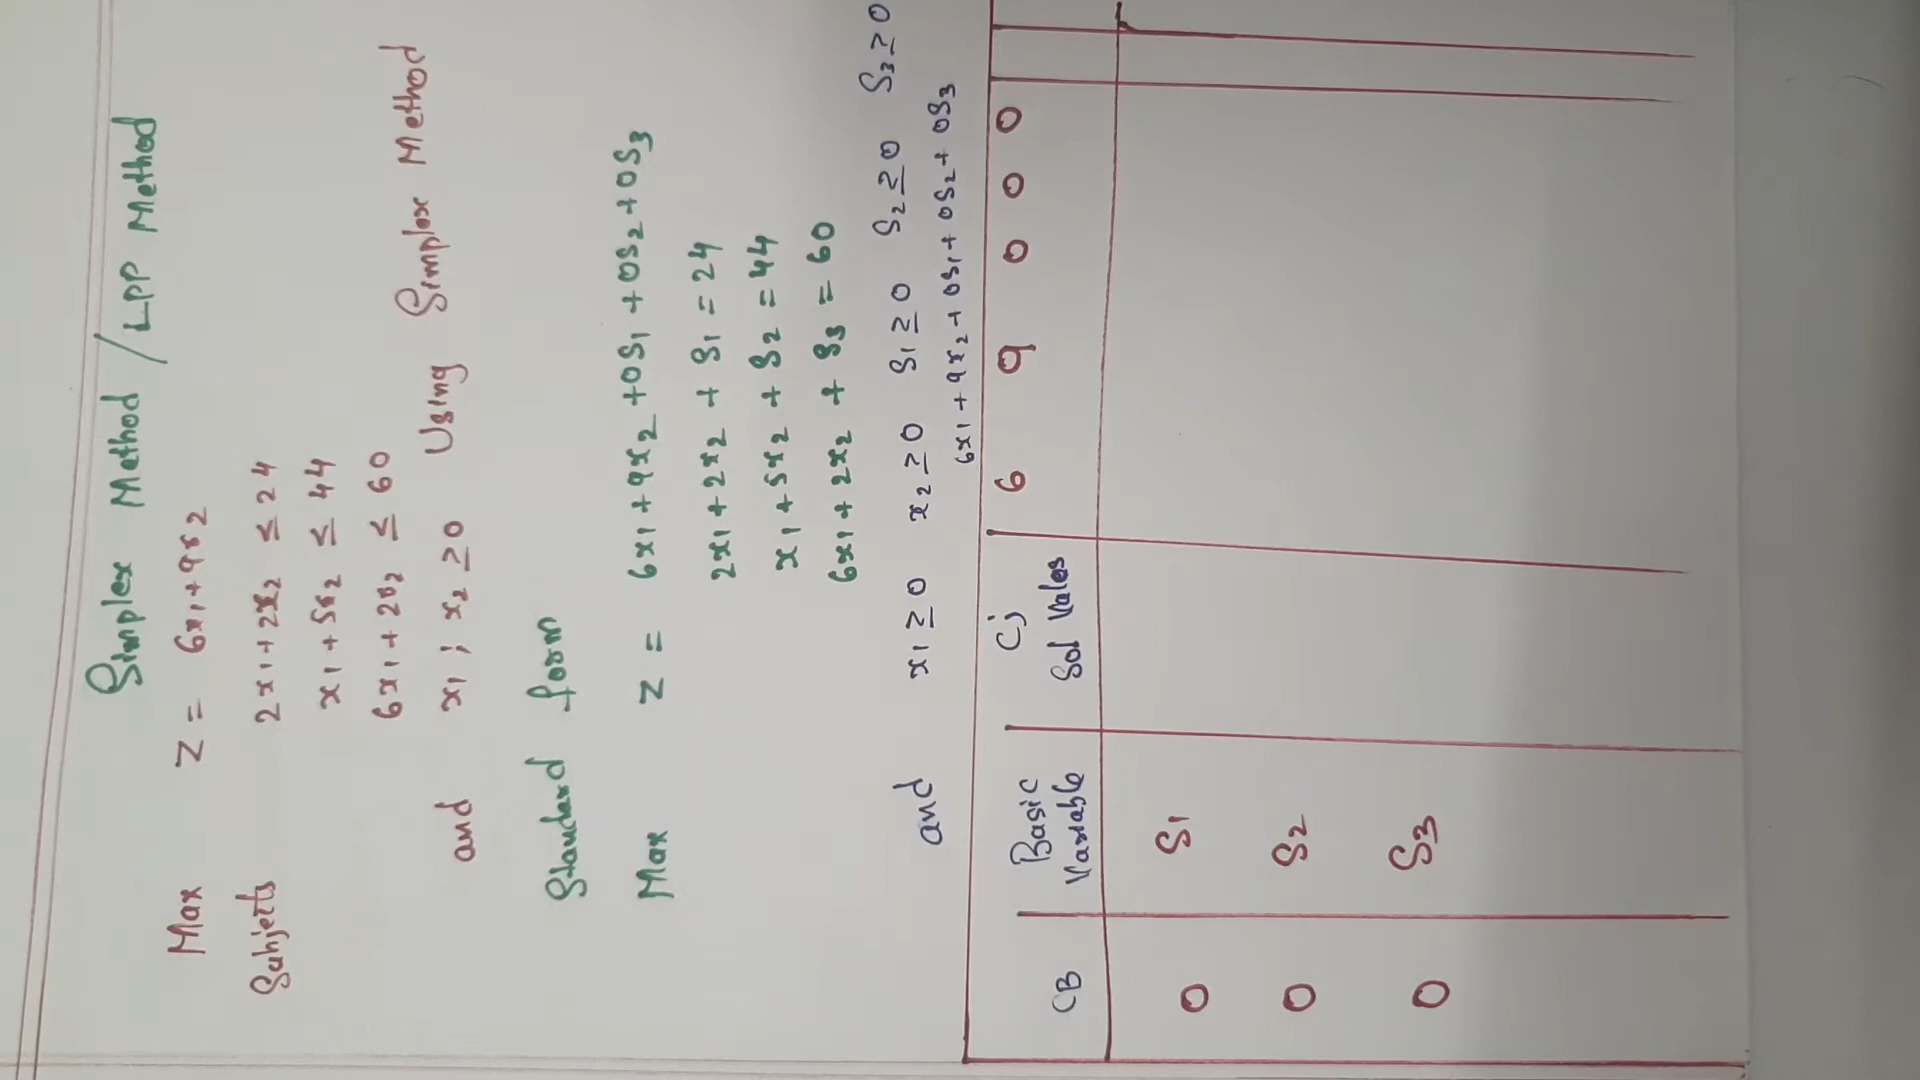 Simplex Method / LPP Method
Max Z = 6x1 + 9x2
Subjects 2x1 + 2x2 ≤ 24
x1 + 5x2 ≤ 44
6x1 + 2x2 ≤ 60
and x1 ; x2 ≥ 0 Using Simplex Method
Standard form
Max Z = 6x1 + 9x2 + 0S1 + 0S2 + 0S3
2x1 + 2x2 + S1 = 24
x1 + 5x2 + S2 = 44
6x1 + 2x2 + S3 = 60
and x1 ≥ 0 x2 ≥ 0 S1 ≥ 0 S2 ≥ 0 S3 ≥ 0
6x1 + 9x2 + 0S1 + 0S2 + 0S3
Cj 6 9 0 0 0
CB Basic Variable Sol Vales
0 S1
0 S2
0 S3